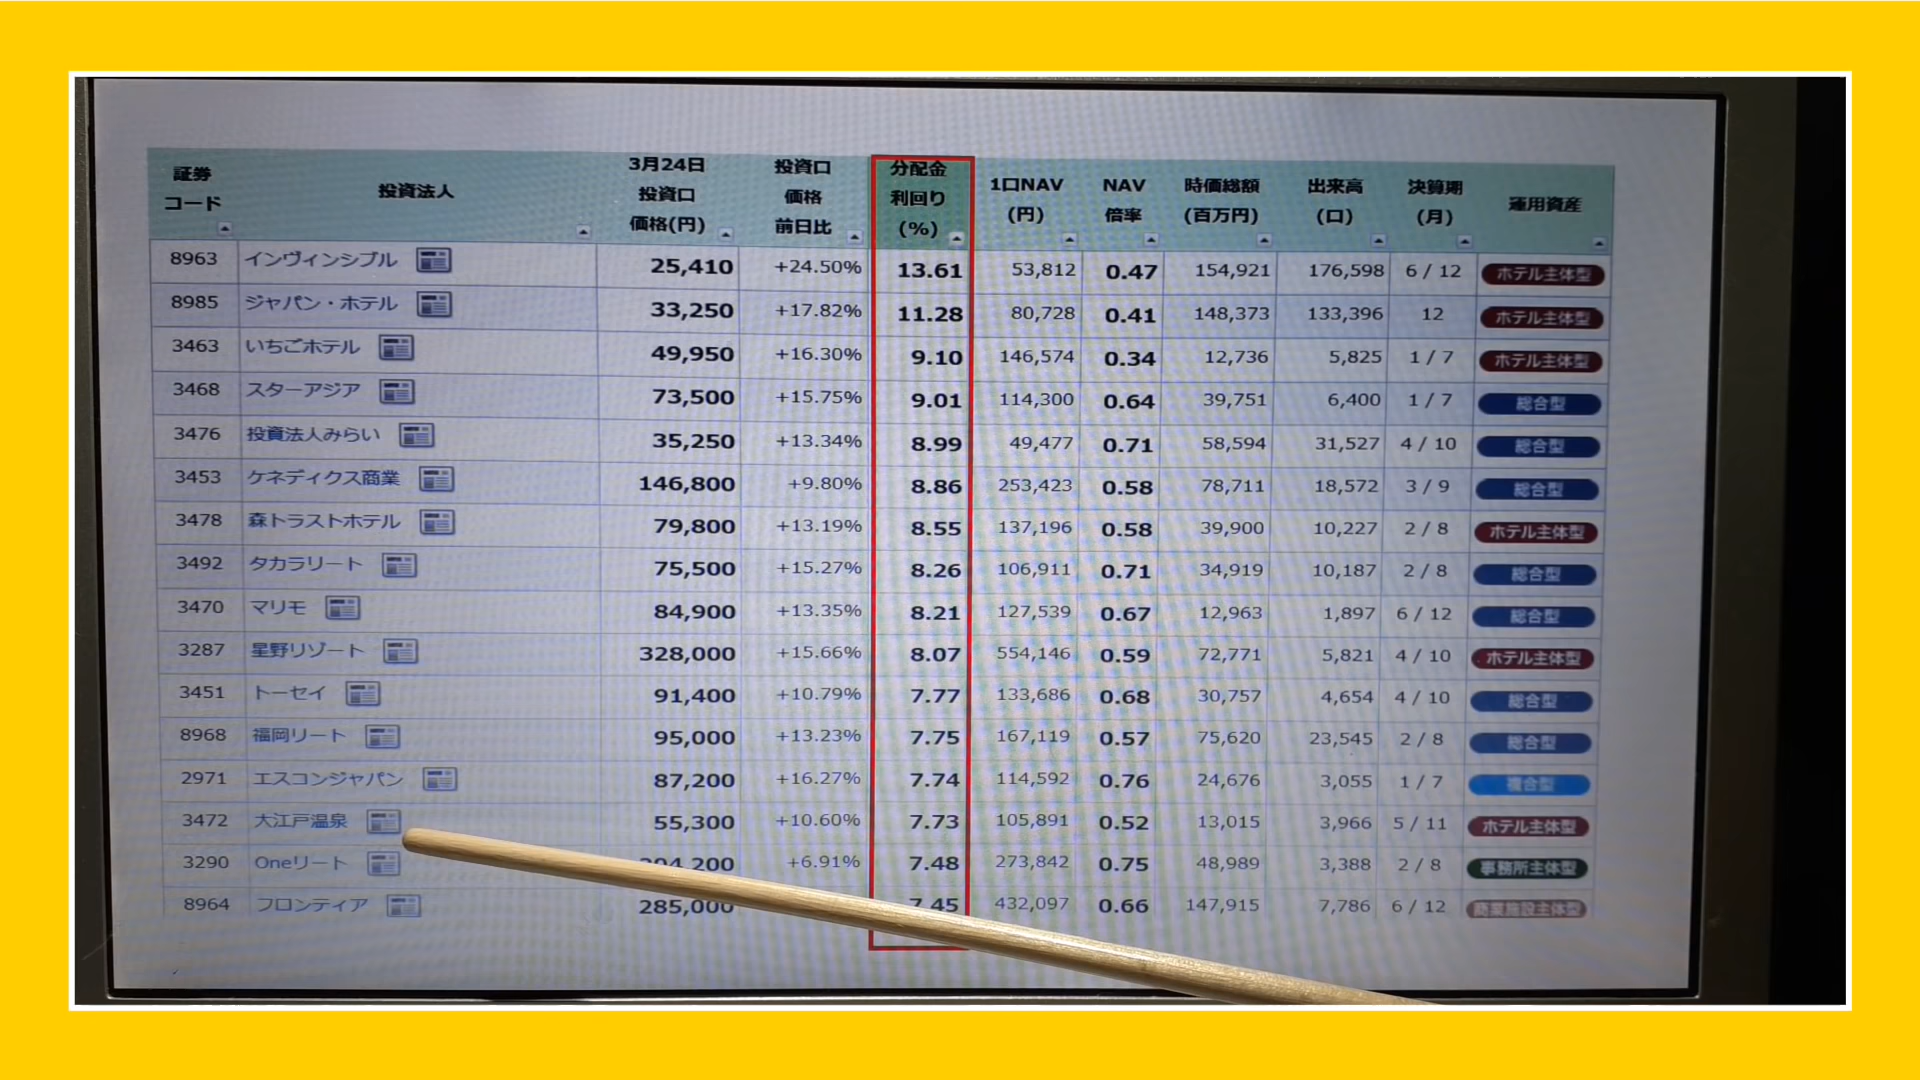 証券コード 投資法人 3月24日投資口価格(円) 投資口価格前日比 分配金利回り(%) 1口NAV(円) NAV倍率 時価総額(百万円) 出来高(口) 決算期(月) 運用資産
8963 インヴィンシブル 25,410 +24.50% 13.61 53,812 0.47 154,921 176,598 6 / 12 ホテル主体型
8985 ジャパン・ホテル 33,250 +17.82% 11.28 80,728 0.41 148,373 133,396 12 ホテル主体型
3463 いちごホテル 49,950 +16.30% 9.10 146,574 0.34 12,736 5,825 1 / 7 ホテル主体型
3468 スターアジア 73,500 +15.75% 9.01 114,300 0.64 39,751 6,400 1 / 7 総合型
3476 投資法人みらい 35,250 +13.34% 8.99 49,477 0.71 58,594 31,527 4 / 10 総合型
3453 ケネディクス商業 146,800 +9.80% 8.86 253,423 0.58 78,711 18,572 3 / 9 総合型
3478 森トラストホテル 79,800 +13.19% 8.55 137,196 0.58 39,900 10,227 2 / 8 ホテル主体型
3492 タカラリート 75,500 +15.27% 8.26 106,911 0.71 34,919 10,187 2 / 8 総合型
3470 マリモ 84,900 +13.35% 8.21 127,539 0.67 12,963 1,897 6 / 12 総合型
3287 星野リゾート 328,000 +15.66% 8.07 554,146 0.59 72,771 5,821 4 / 10 ホテル主体型
3451 トーセイ 91,400 +10.79% 7.77 133,686 0.68 30,757 4,654 4 / 10 総合型
8968 福岡リート 95,000 +13.23% 7.75 167,119 0.57 75,620 23,545 2 / 8 総合型
2971 エスコンジャパン 87,200 +16.27% 7.74 114,592 0.76 24,676 3,055 1 / 7 複合型
3472 大江戸温泉 55,300 +10.60% 7.73 105,891 0.52 13,015 3,966 5 / 11 ホテル主体型
3290 Oneリート +6.91% 7.48 273,842 0.75 48,989 3,388 2 / 8 事務所主体型
8964 フロンティア 285,000 7.45 432,097 0.66 147,915 7,786 6 / 12 商業施設主体型